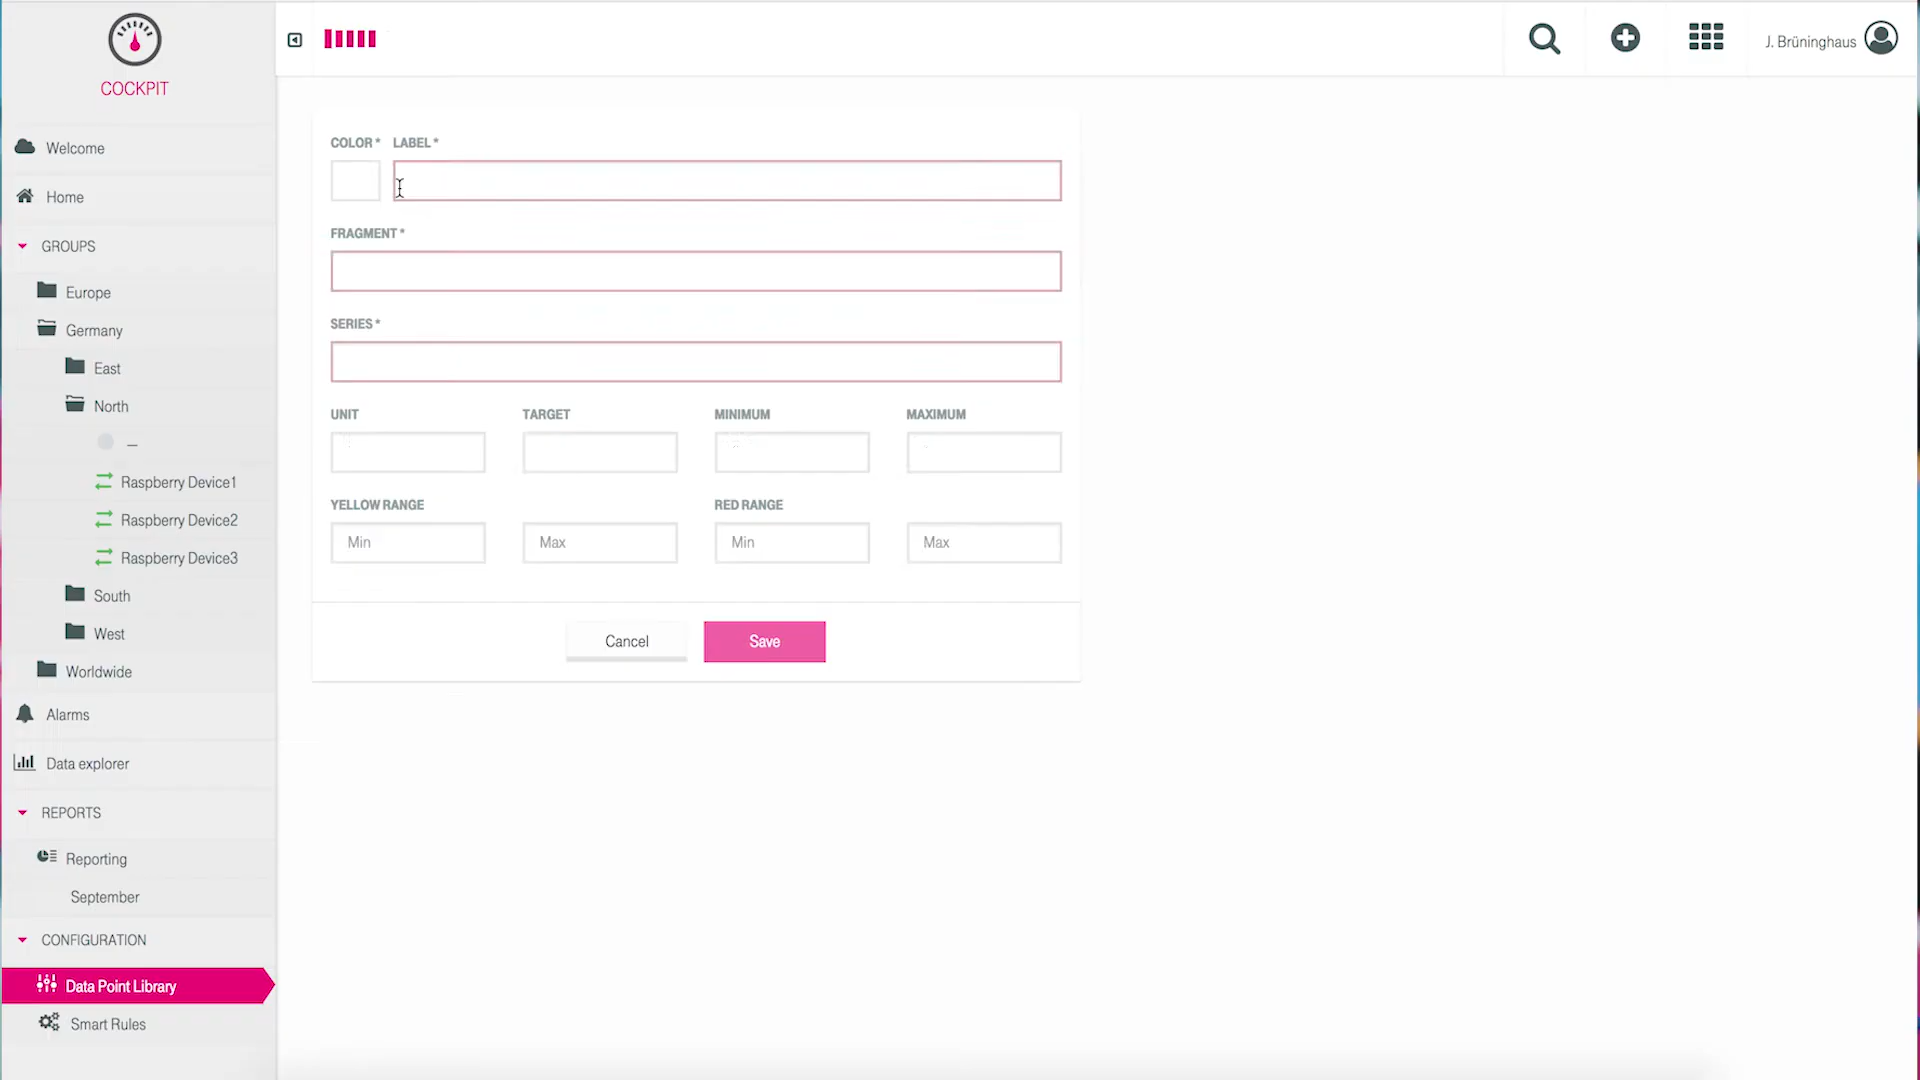 COCKPIT
J. Brüninghaus
Welcome
Home
GROUPS
Europe
Germany
East
North
–
Raspberry Device1
Raspberry Device2
Raspberry Device3
South
West
Worldwide
Alarms
Data explorer
REPORTS
Reporting
September
CONFIGURATION
Data Point Library
Smart Rules
COLOR * LABEL *
FRAGMENT *
SERIES *
UNIT TARGET MINIMUM MAXIMUM
YELLOW RANGE RED RANGE
Min Max Min Max
Cancel Save